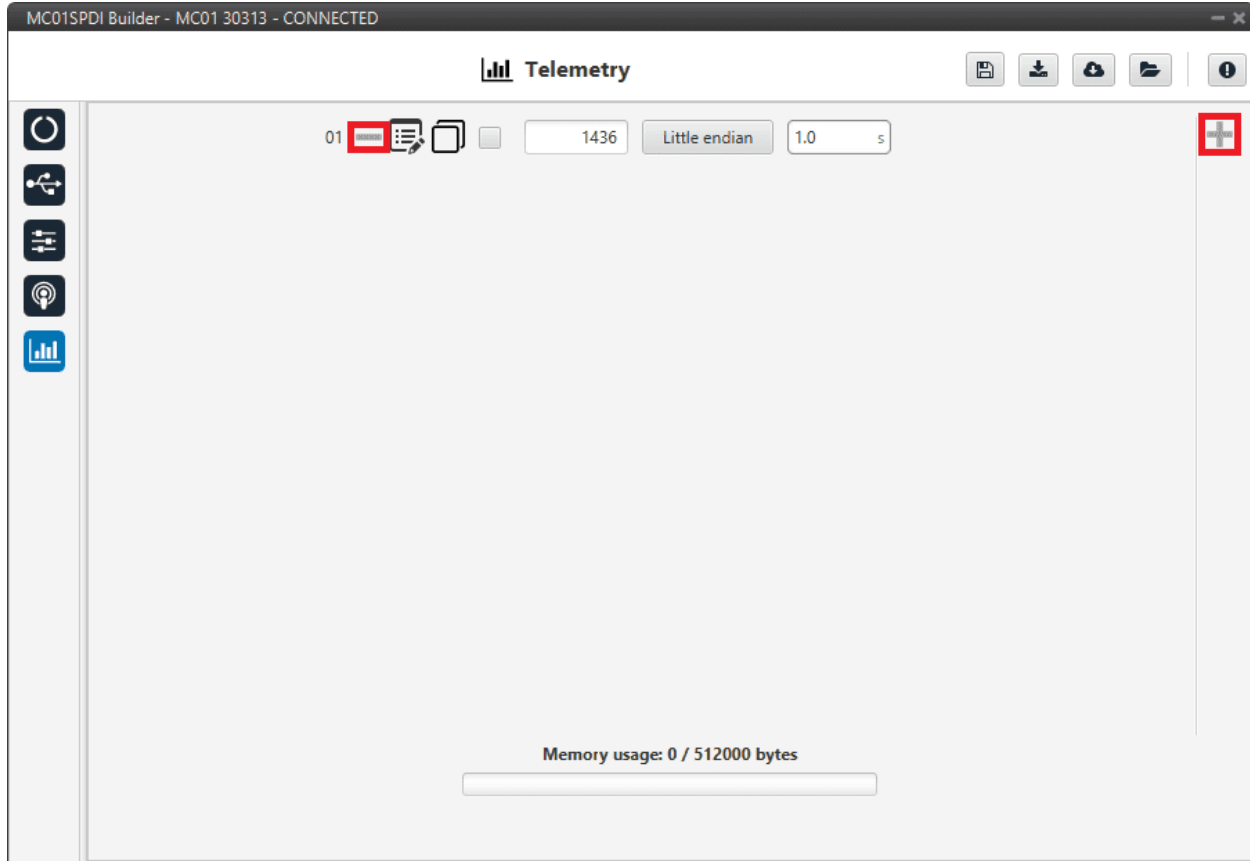 MC01SPDI Builder - MC01 30313 - CONNECTED
Telemetry
01 1436 Little endian 1.0 s
Memory usage: 0 / 512000 bytes